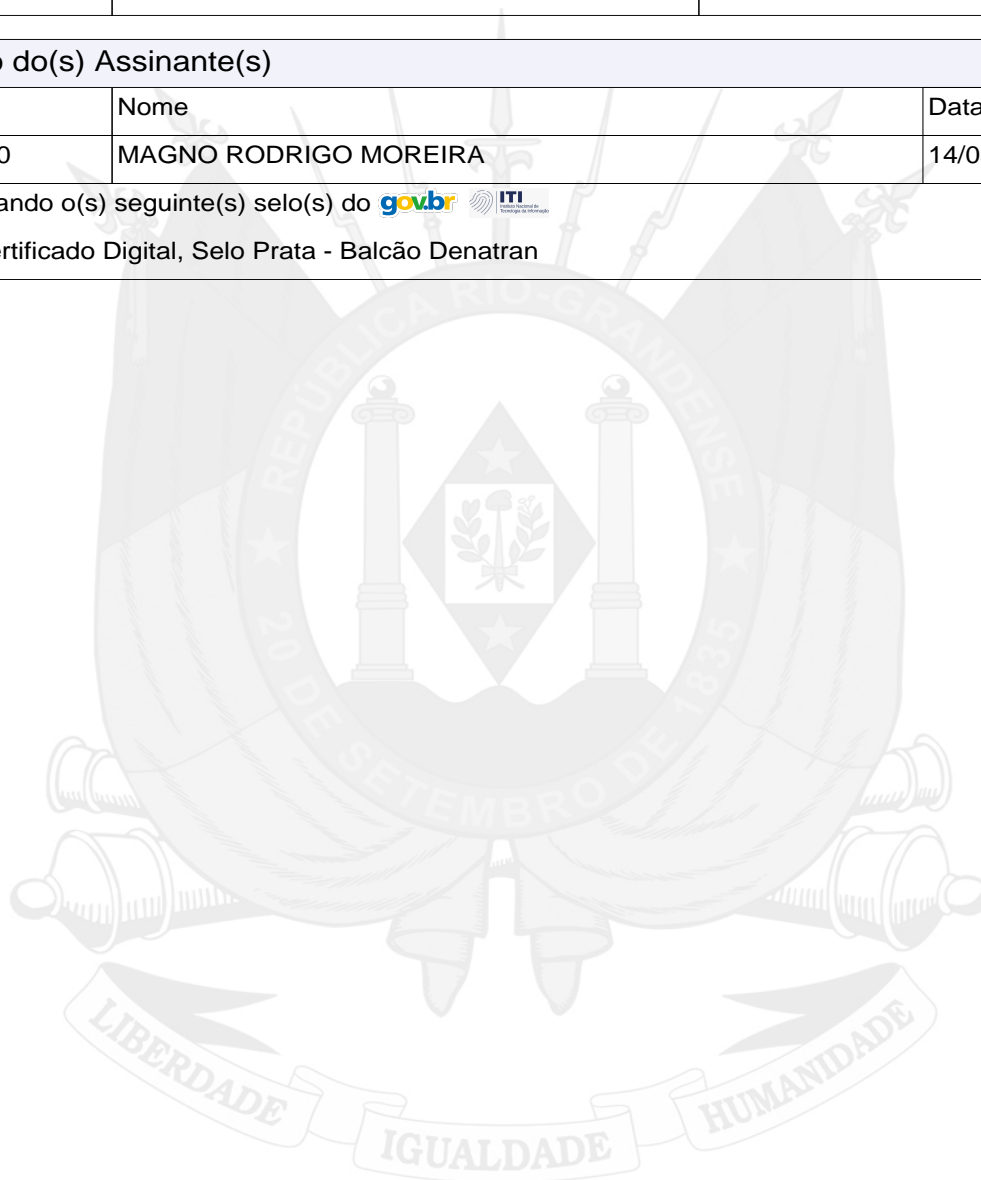 o do(s) Assinante(s)
Nome Data
0 MAGNO RODRIGO MOREIRA 14/0
ando o(s) seguinte(s) selo(s) do gov.br ITI
ertificado Digital, Selo Prata - Balcão Denatran
REPÚBLICA RIO-GRANDENSE
20 DE SETEMBRO DE 1835
LIBERDADE IGUALDADE HUMANIDADE